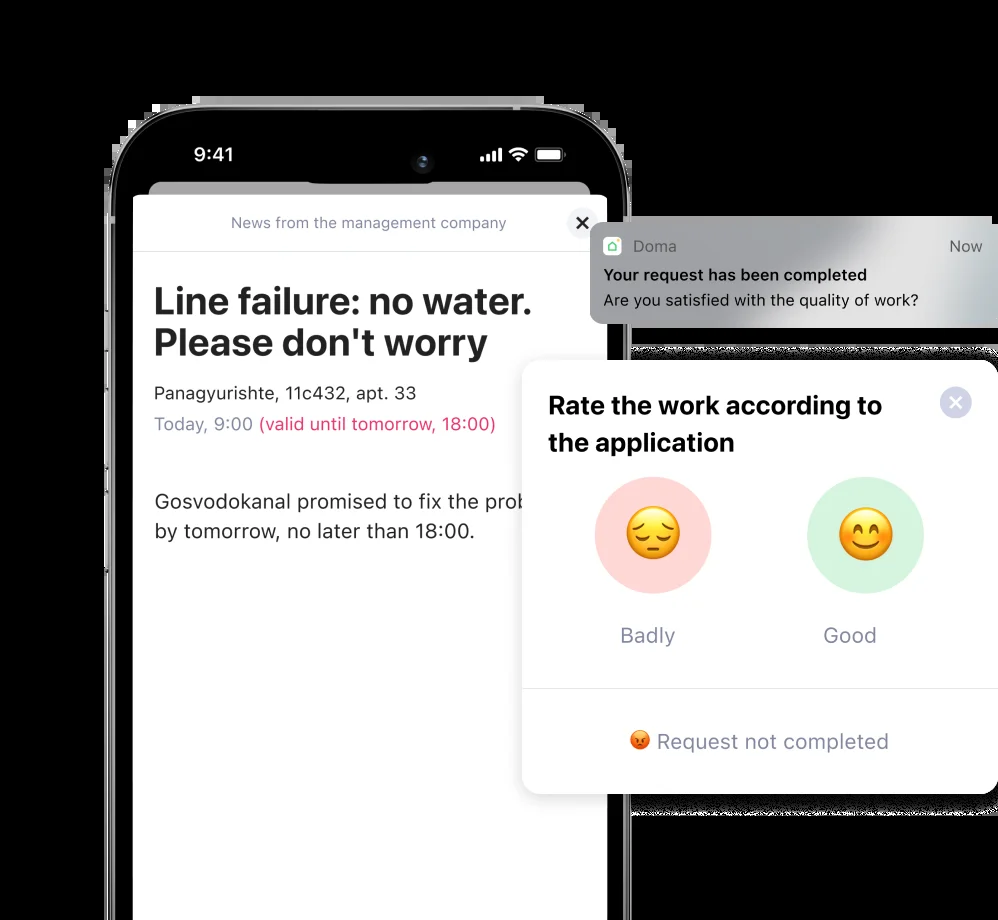 9:41
News from the management company
Line failure: no water.
Please don't worry
Panagyurishte, 11c432, apt. 33
Today, 9:00 (valid until tomorrow, 18:00)
Gosvodokanal promised to fix the prob
by tomorrow, no later than 18:00.
Doma
Now
Your request has been completed
Are you satisfied with the quality of work?
Rate the work according to
the application
Badly
Good
Request not completed